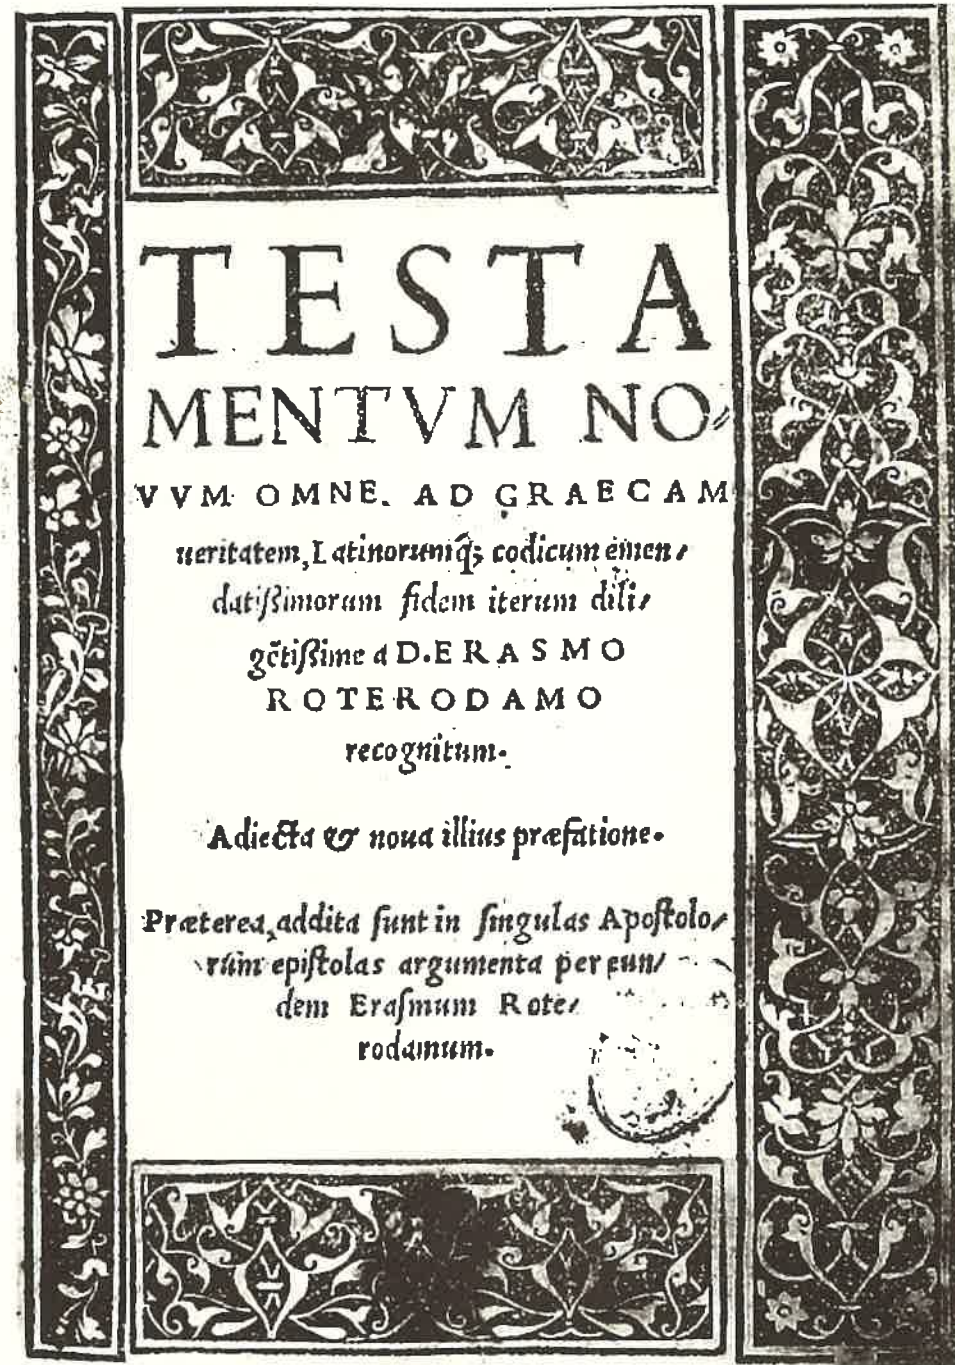 TESTA
MENTVM NO⸗
VVM OMNE, AD GRAECAM
ueritatem, Latinorumq́; codicum emen⸗
datißimorum fidem iterum dili⸗
gētißime a D. ERASMO
ROTERODAMO
recognitum.
Adiecta & noua illius præfatione.
Præterea, addita ſunt in ſingulas Apoſtolo⸗
rum epiſtolas argumenta per eun⸗
dem Eraſmum Rote⸗
rodamum.